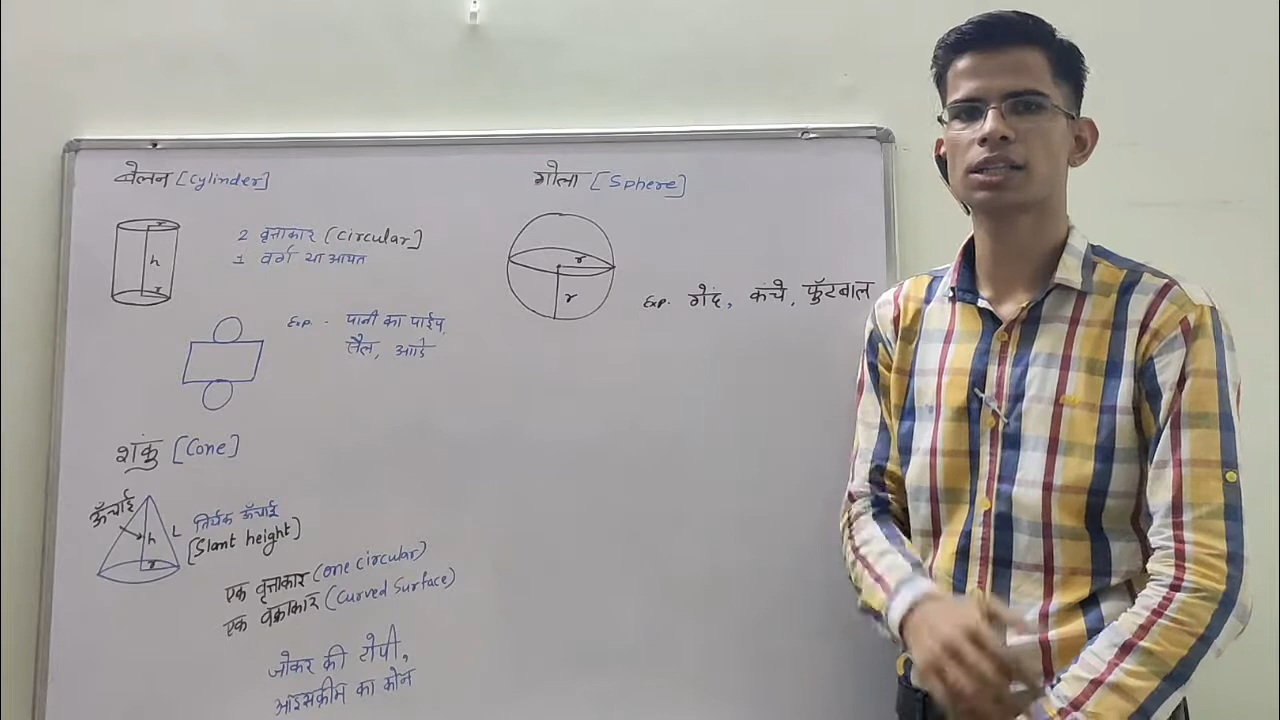 बेलन [Cylinder]
r
h
r
2 वृत्ताकार [Circular]
1 वर्ग या आयत
Exp. - पानी का पाईप,
सैल, आदि
शंकु [Cone]
ऊँचाई
h
r
L तिर्यक ऊँचाई
[Slant height]
एक वृत्ताकार (One circular)
एक वक्राकार (Curved Surface)
जोकर की टोपी,
आइसक्रीम का कोन
गोला [Sphere]
r
r
Exp. गेंद, कंचे, फुॅटबाल